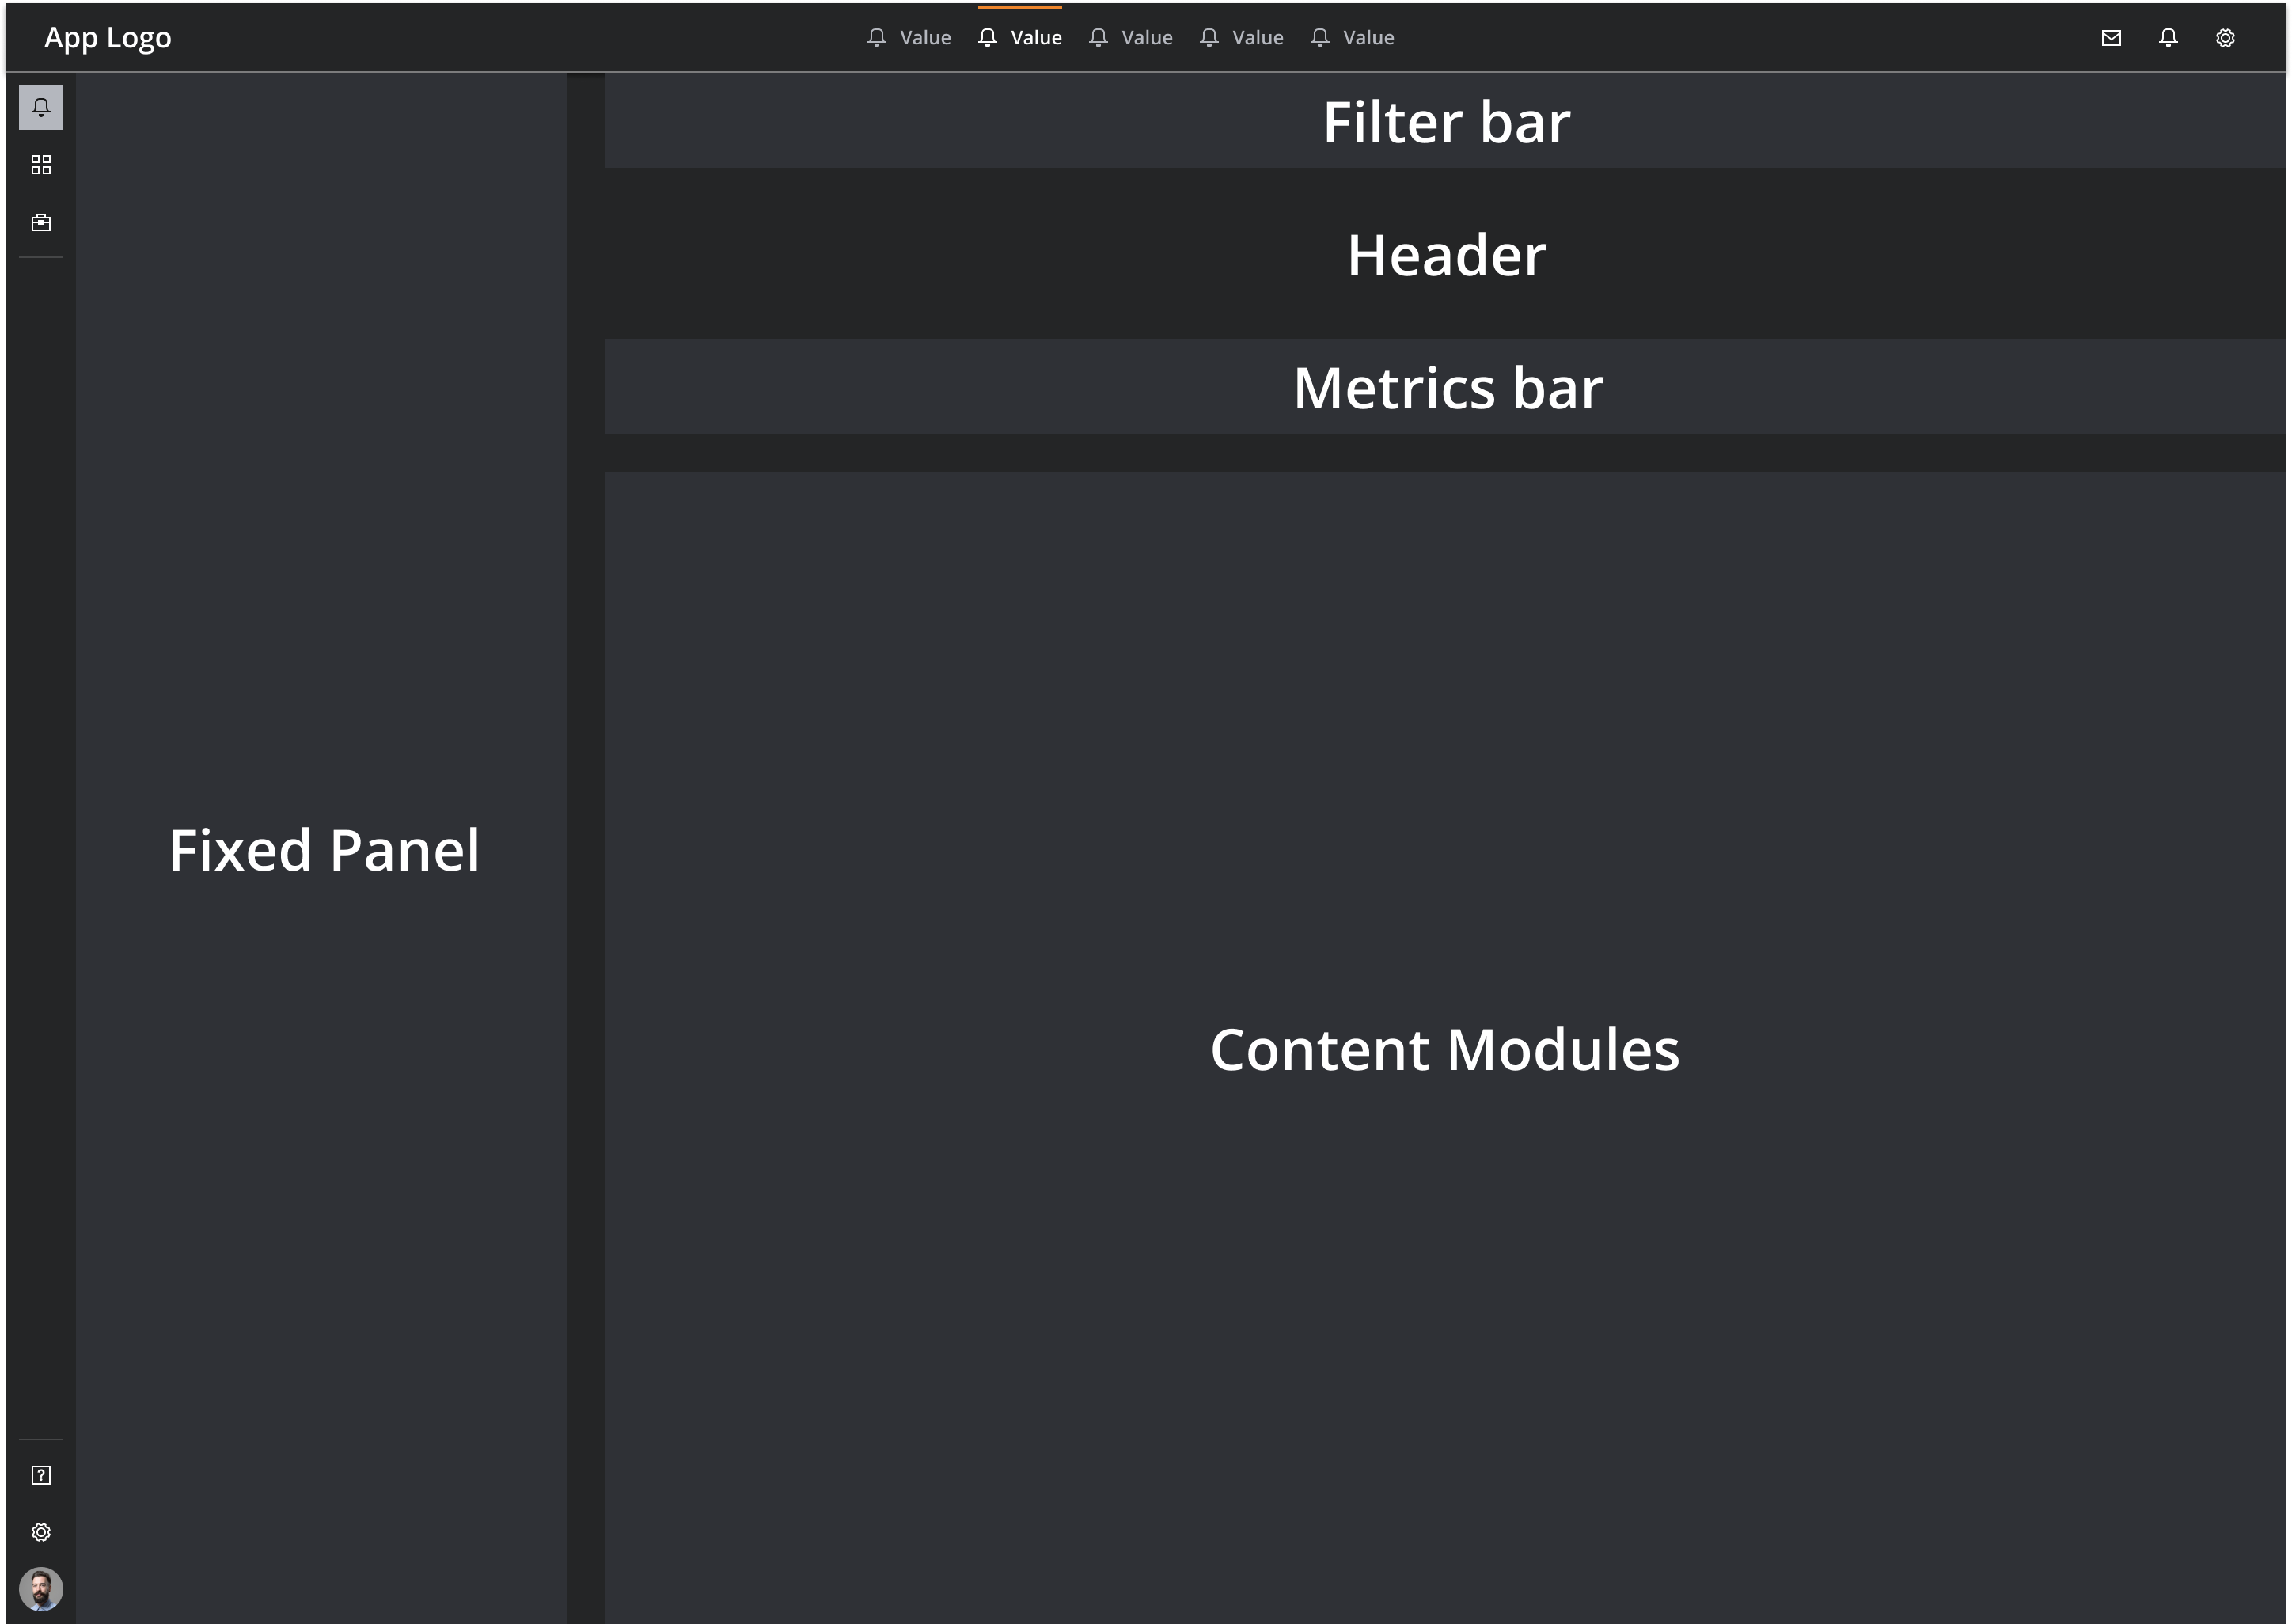 App Logo
Value
Value
Value
Value
Value
Filter bar
Header
Metrics bar
Fixed Panel
Content Modules
?